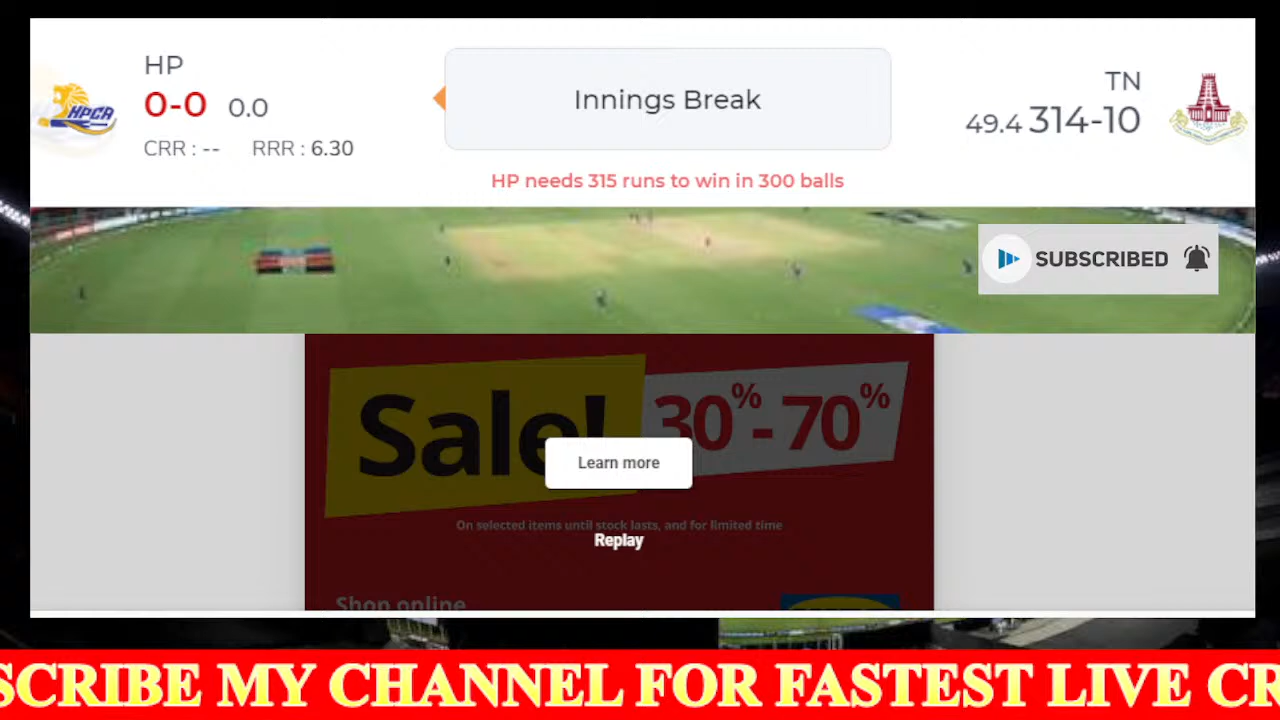 HP
0-0 0.0
CRR : -- RRR : 6.30
HPCA
Innings Break
HP needs 315 runs to win in 300 balls
TN
49.4 314-10
SUBSCRIBED
Sale! 30% - 70%
Learn more
On selected items until stock lasts, and for limited time
Replay
Shop online
SCRIBE MY CHANNEL FOR FASTEST LIVE CR